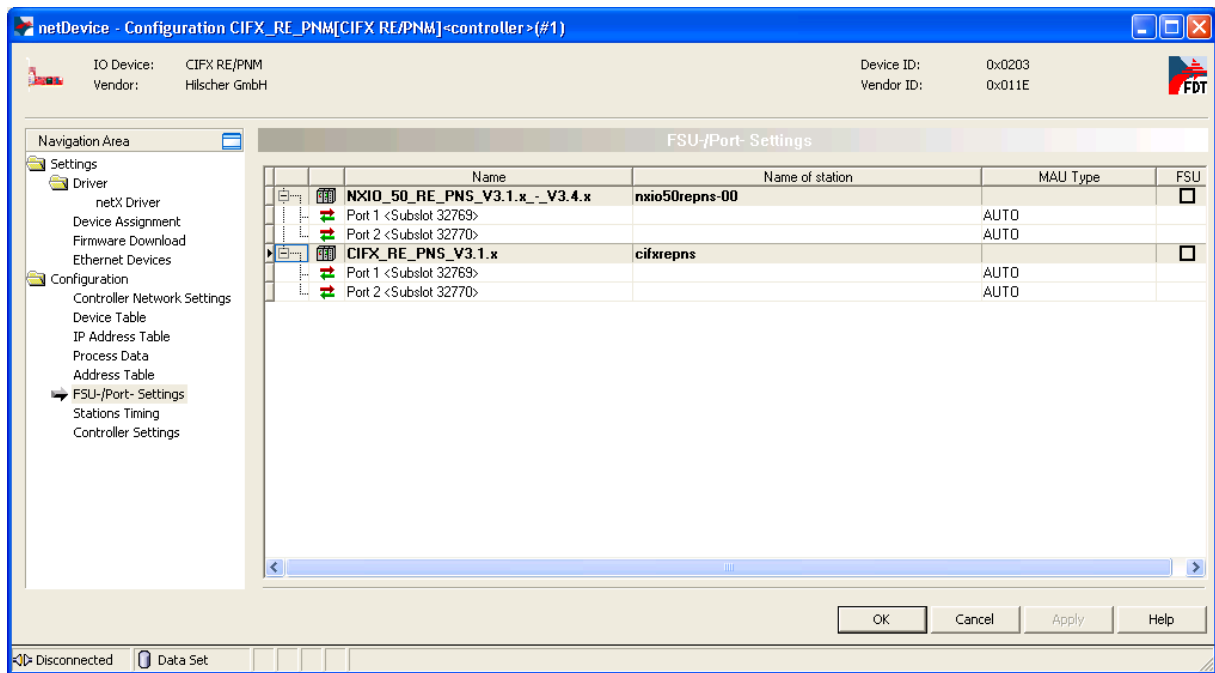 netDevice - Configuration CIFX_RE_PNM[CIFX RE/PNM]<controller>(#1)
IO Device: CIFX RE/PNM Device ID: 0x0203
Vendor: Hilscher GmbH Vendor ID: 0x011E
FDT
Navigation Area
Settings
Driver
netX Driver
Device Assignment
Firmware Download
Ethernet Devices
Configuration
Controller Network Settings
Device Table
IP Address Table
Process Data
Address Table
FSU-/Port- Settings
Stations Timing
Controller Settings
FSU-/Port- Settings
Name Name of station MAU Type FSU
NXIO_50_RE_PNS_V3.1.x_-_V3.4.x nxio50repns-00
Port 1 <Subslot 32769> AUTO
Port 2 <Subslot 32770> AUTO
CIFX_RE_PNS_V3.1.x cifxrepns
Port 1 <Subslot 32769> AUTO
Port 2 <Subslot 32770> AUTO
OK Cancel Apply Help
Disconnected Data Set